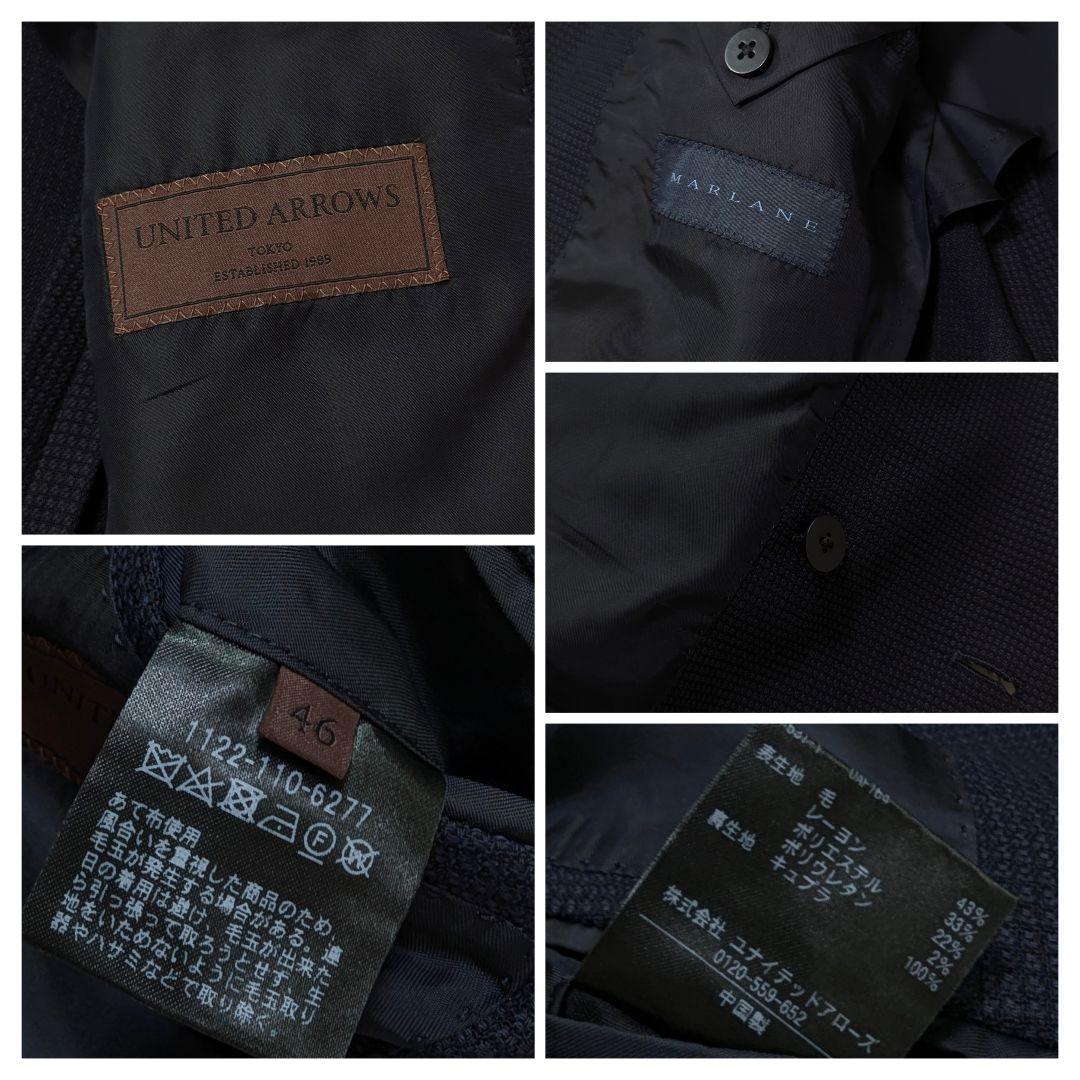 UNITED ARROWS
TOKYO
ESTABLISHED 1989
MARLANE
46
1122-110-6277
あて布使用
風合いを重視した商品のため
毛玉が発生する場合がある。連
日の着用は避け、毛玉が出来た
ら引っ張って取ろうとせず、生
地をいためないように毛玉取
器やハサミなどで取り除く。
表生地 毛 43%
レーヨン 33%
ポリエステル 22%
ポリウレタン 2%
裏生地 キュプラ 100%
株式会社 ユナイテッドアローズ
0120-559-652
中国製